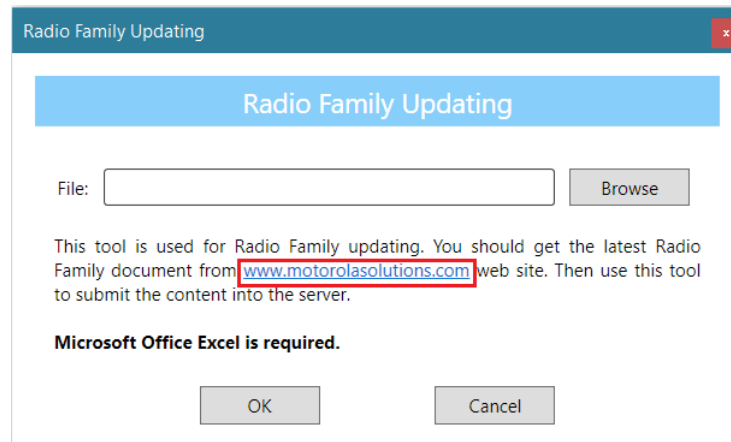 Radio Family Updating
x
Radio Family Updating
File:
Browse
This tool is used for Radio Family updating. You should get the latest Radio
Family document from www.motorolasolutions.com web site. Then use this tool
to submit the content into the server.
Microsoft Office Excel is required.
OK
Cancel